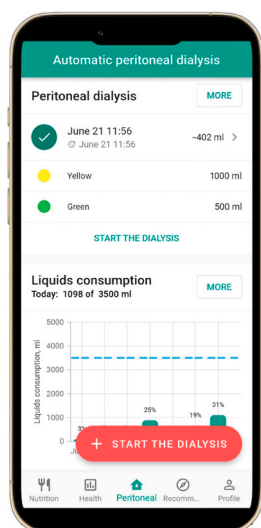 Automatic peritoneal dialysis
Peritoneal dialysis
MORE
June 21 11:56
June 21 11:56
−402 ml
Yellow
1000 ml
Green
500 ml
START THE DIALYSIS
Liquids consumption
MORE
Today: 1098 of 3500 ml
Liquids consumption, ml
5000
4000
3000
2000
1000
0
25%
19%
31%
+ START THE DIALYSIS
Nutrition
Health
Peritoneal
Recomm...
Profile